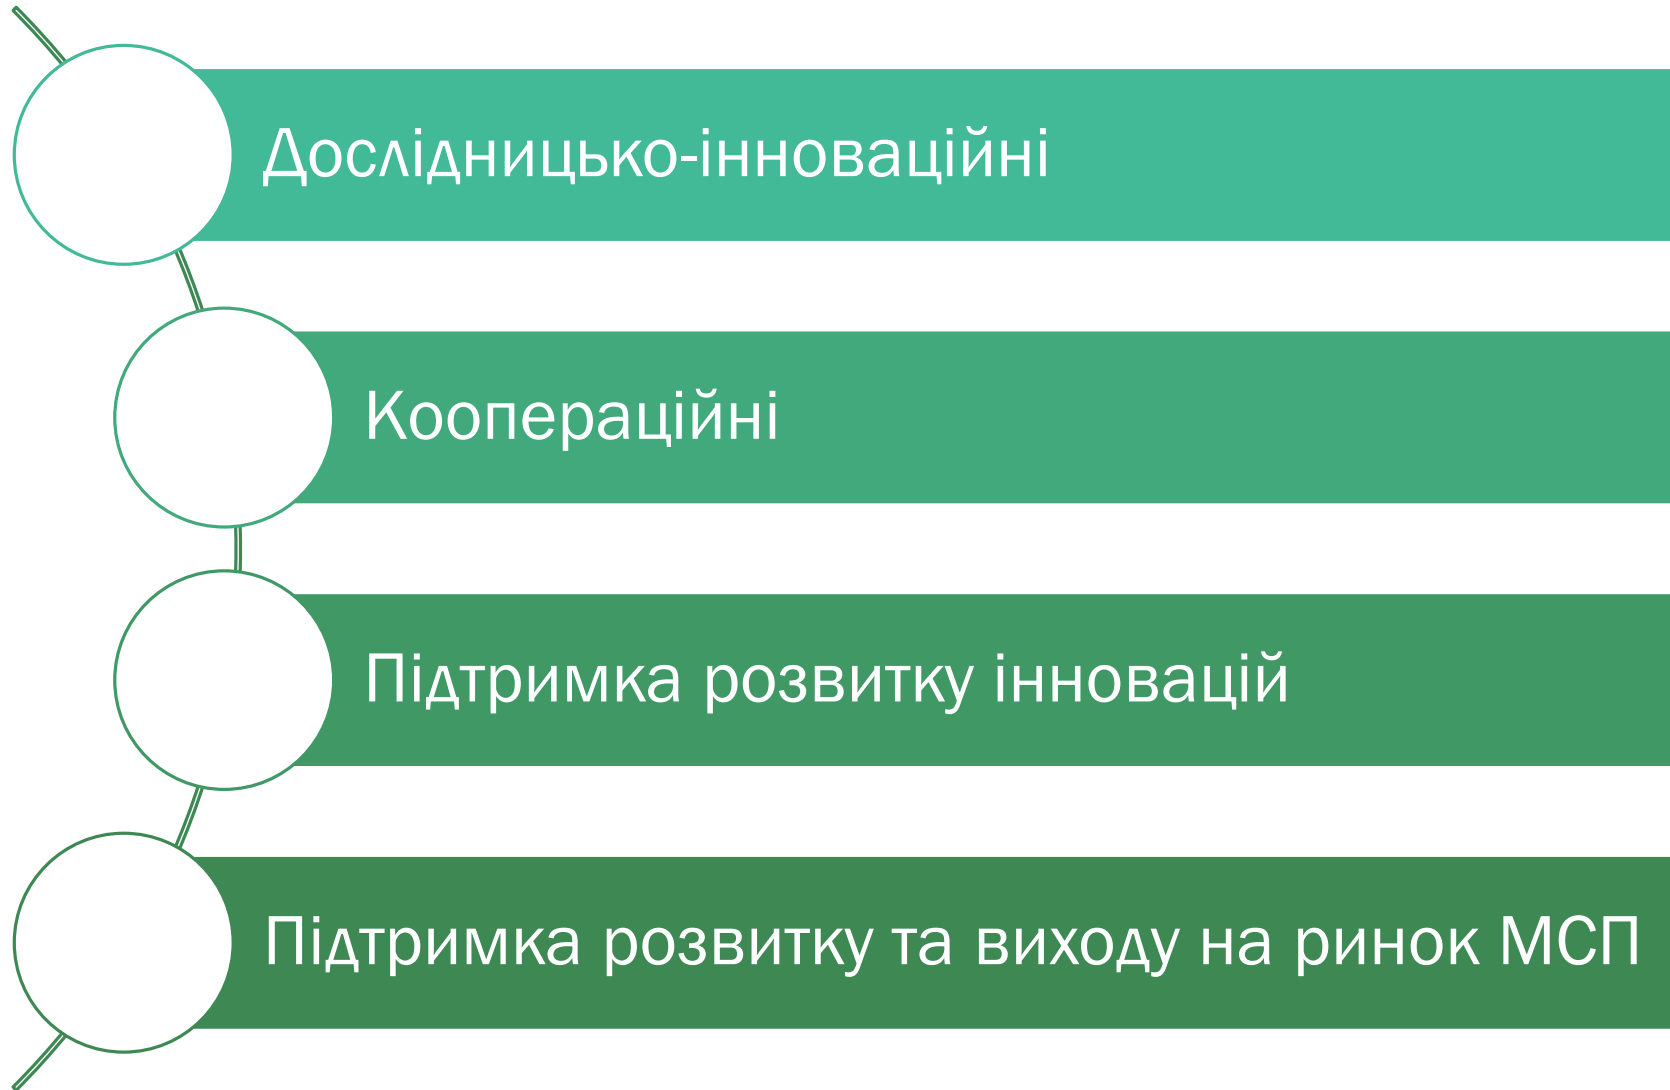 Дослідницько-інноваційні
Коопераційні
Підтримка розвитку інновацій
Підтримка розвитку та виходу на ринок МСП